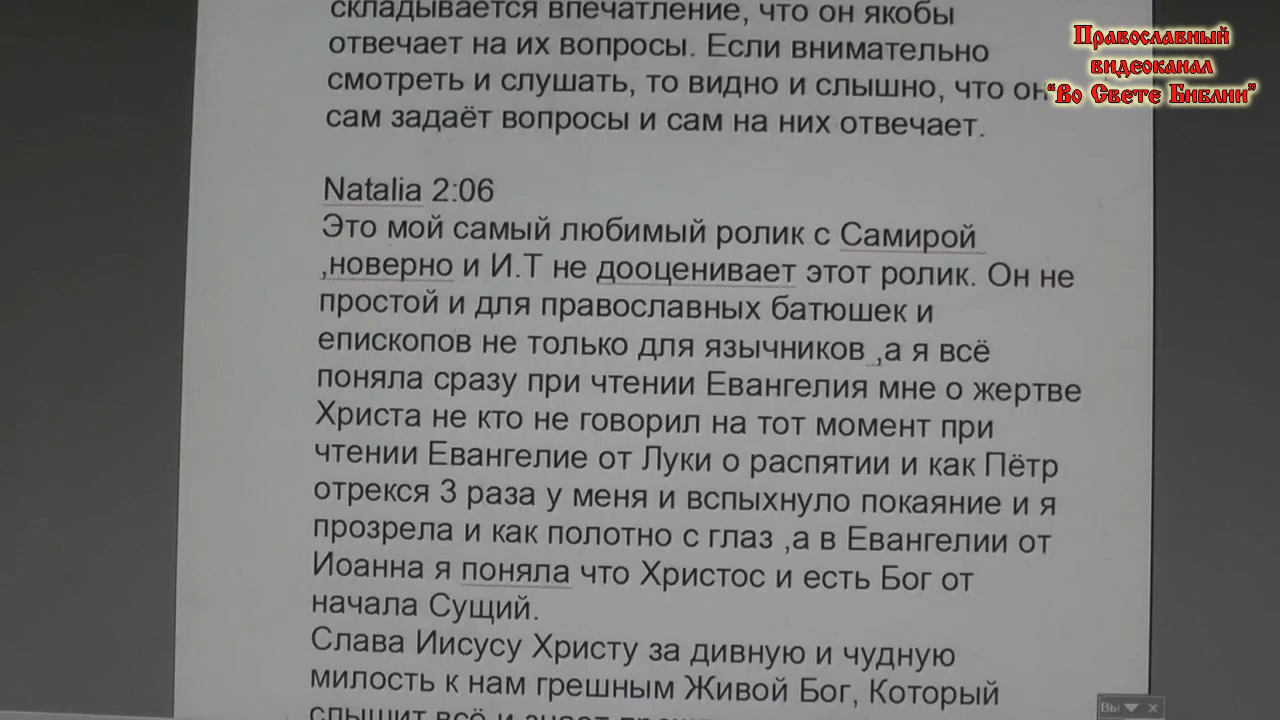 складывается впечатление, что он якобы
отвечает на их вопросы. Если внимательно
смотреть и слушать, то видно и слышно, что он
сам задаёт вопросы и сам на них отвечает.
Православный
видеоканал
“Во Свете Библии”
Natalia 2:06
Это мой самый любимый ролик с Самирой
,новерно и И.Т не дооценивает этот ролик. Он не
простой и для православных батюшек и
епископов не только для язычников ,а я всё
поняла сразу при чтении Евангелия мне о жертве
Христа не кто не говорил на тот момент при
чтении Евангелие от Луки о распятии и как Пётр
отрекся 3 раза у меня и вспыхнуло покаяние и я
прозрела и как полотно с глаз ,а в Евангелии от
Иоанна я поняла что Христос и есть Бог от
начала Сущий.
Слава Иисусу Христу за дивную и чудную
милость к нам грешным Живой Бог, Который
слышит всё и знает
Вы